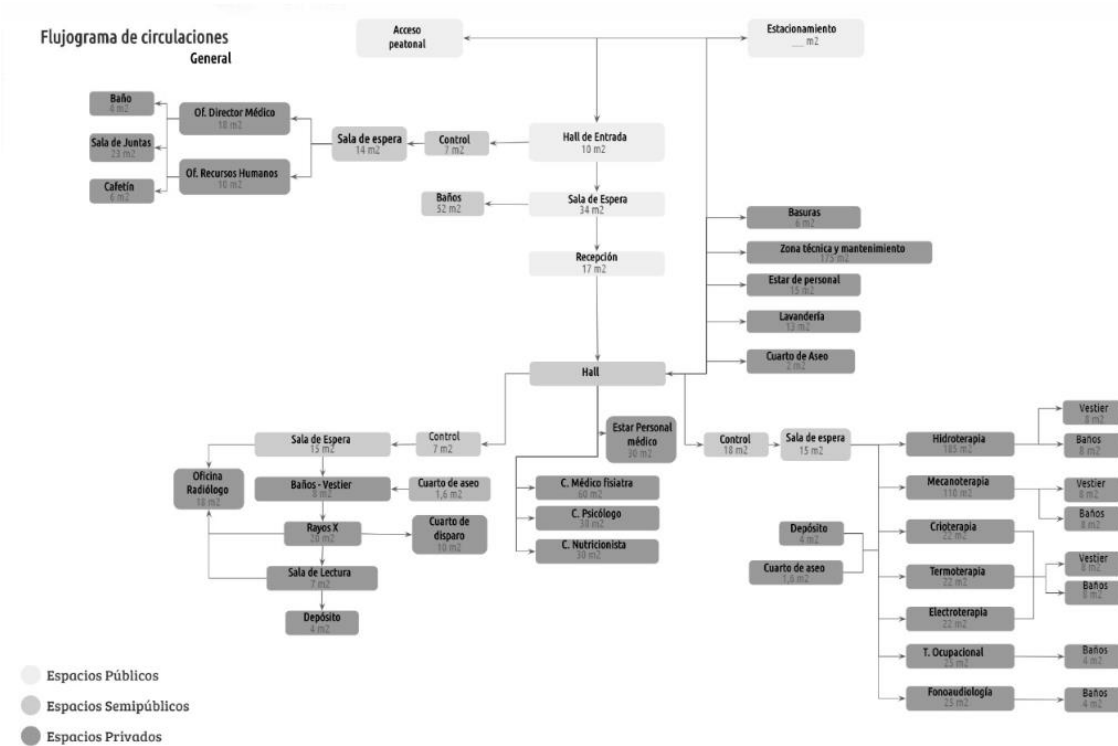 Flujograma de circulaciones
General
Acceso
peatonal
Estacionamiento
__ m2
Baño
4 m2
Of. Director Médico
18 m2
Sala de Juntas
23 m2
Sala de espera
14 m2
Control
7 m2
Hall de Entrada
10 m2
Of. Recursos Humanos
10 m2
Cafetín
6 m2
Baños
52 m2
Sala de Espera
34 m2
Recepción
17 m2
Basuras
6 m2
Zona técnica y mantenimiento
175 m2
Estar de personal
15 m2
Lavandería
13 m2
Cuarto de Aseo
2 m2
Hall
Sala de Espera
15 m2
Control
7 m2
Estar Personal
médico
30 m2
Control
18 m2
Sala de espera
15 m2
Oficina
Radiólogo
18 m2
Baños - Vestier
8 m2
Cuarto de aseo
1,6 m2
Rayos X
20 m2
Cuarto de
disparo
10 m2
Sala de Lectura
7 m2
Depósito
4 m2
C. Médico fisiatra
60 m2
C. Psicólogo
30 m2
C. Nutricionista
30 m2
Depósito
4 m2
Cuarto de aseo
1,6 m2
Hidroterapia
185 m2
Vestier
8 m2
Baños
8 m2
Mecanoterapia
110 m2
Vestier
8 m2
Baños
8 m2
Crioterapia
22 m2
Termoterapia
22 m2
Electroterapia
22 m2
Vestier
8 m2
Baños
8 m2
T. Ocupacional
25 m2
Baños
4 m2
Fonoaudiología
25 m2
Baños
4 m2
Espacios Públicos
Espacios Semipúblicos
Espacios Privados